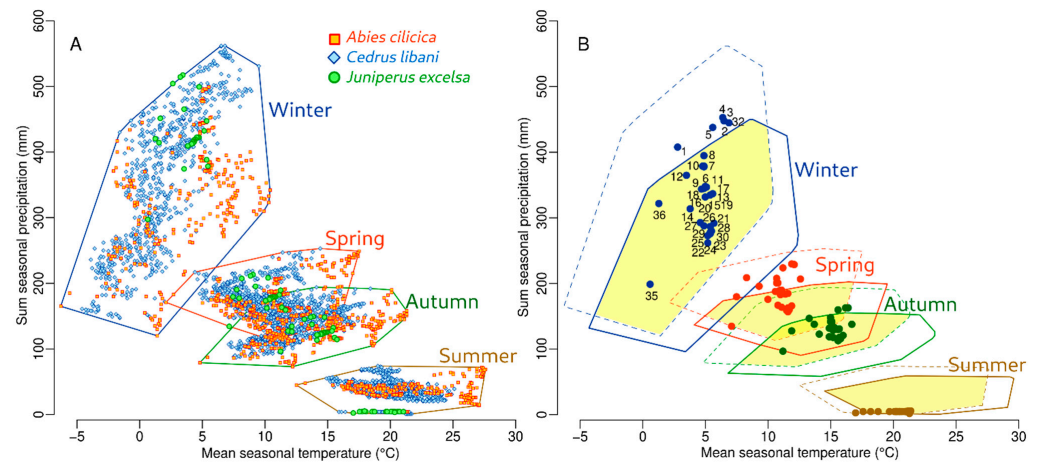 A
Abies cilicica
Cedrus libani
Juniperus excelsa
Winter
Spring
Autumn
Summer
Sum seasonal precipitation (mm)
600
500
400
300
200
100
0
-5 0 5 10 15 20 25 30
Mean seasonal temperature (°C)
B
Winter
Spring
Autumn
Summer
4 3
32
2
5
1
8
10 7
12
6 11
9
17
18 13
16 1519
20
36
14 26 21
27 28
29 30
25 23
22 24
35
Sum seasonal precipitation (mm)
600
500
400
300
200
100
0
-5 0 5 10 15 20 25 30
Mean seasonal temperature (°C)